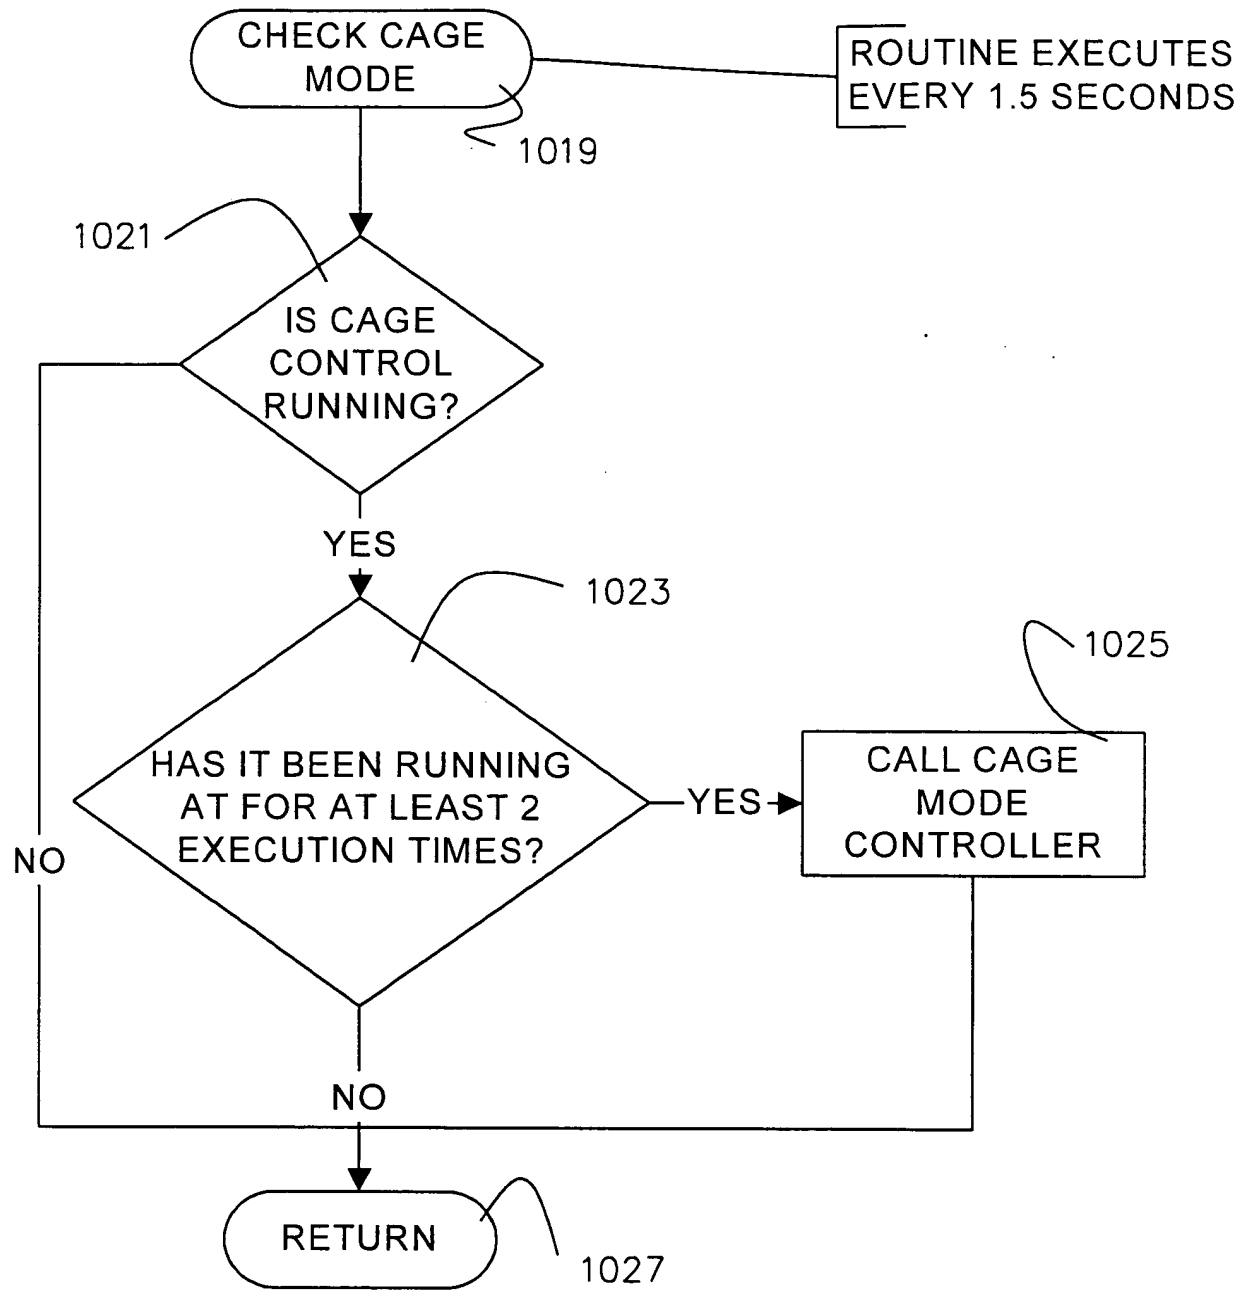 CHECK CAGE
MODE
ROUTINE EXECUTES
EVERY 1.5 SECONDS
1019
1021
IS CAGE
CONTROL
RUNNING?
YES
1023
1025
HAS IT BEEN RUNNING
AT FOR AT LEAST 2
EXECUTION TIMES?
YES
CALL CAGE
MODE
CONTROLLER
NO
NO
RETURN
1027